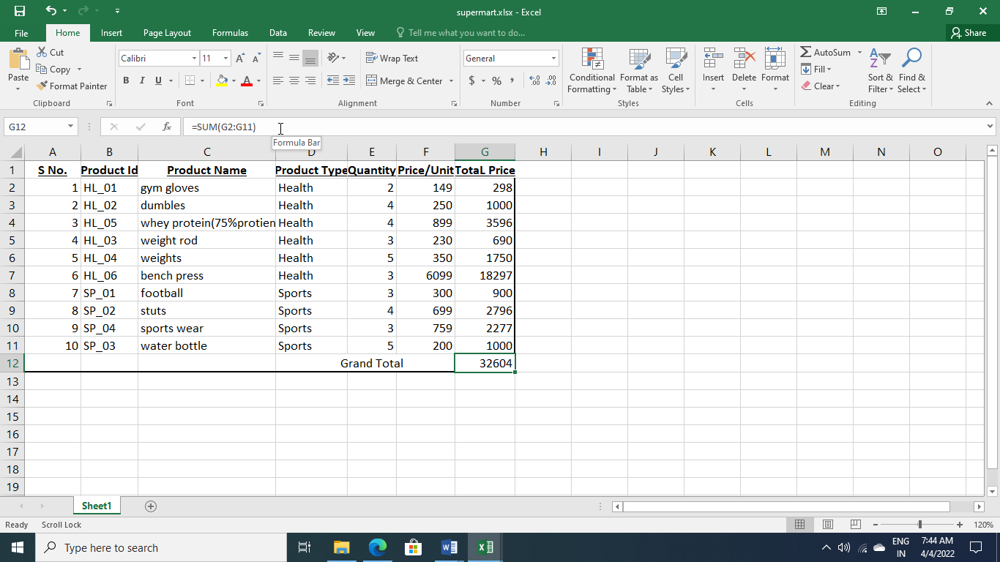 supermart.xlsx - Excel
File Home Insert Page Layout Formulas Data Review View Tell me what you want to do... Share
Paste Cut Copy Format Painter
Calibri 11 B I U A A A
Wrap Text Merge & Center
General $ % , .0 .00 .00 .0
Conditional Formatting Format as Table Cell Styles
Insert Delete Format
AutoSum Fill Clear Sort & Filter Find & Select
Clipboard Font Alignment Number Styles Cells Editing
G12 fx =SUM(G2:G11)
Formula Bar
A B C D E F G H I J K L M N O
1 S No. Product Id Product Name Product Type Quantity Price/Unit TotaL Price
2 1 HL_01 gym gloves Health 2 149 298
3 2 HL_02 dumbles Health 4 250 1000
4 3 HL_05 whey protein(75%protien Health 4 899 3596
5 4 HL_03 weight rod Health 3 230 690
6 5 HL_04 weights Health 5 350 1750
7 6 HL_06 bench press Health 3 6099 18297
8 7 SP_01 football Sports 3 300 900
9 8 SP_02 stuts Sports 4 699 2796
10 9 SP_04 sports wear Sports 3 759 2277
11 10 SP_03 water bottle Sports 5 200 1000
12 Grand Total 32604
13
14
15
16
17
18
19
Sheet1
Ready Scroll Lock 120%
Type here to search
ENG 7:44 AM
IN 4/4/2022